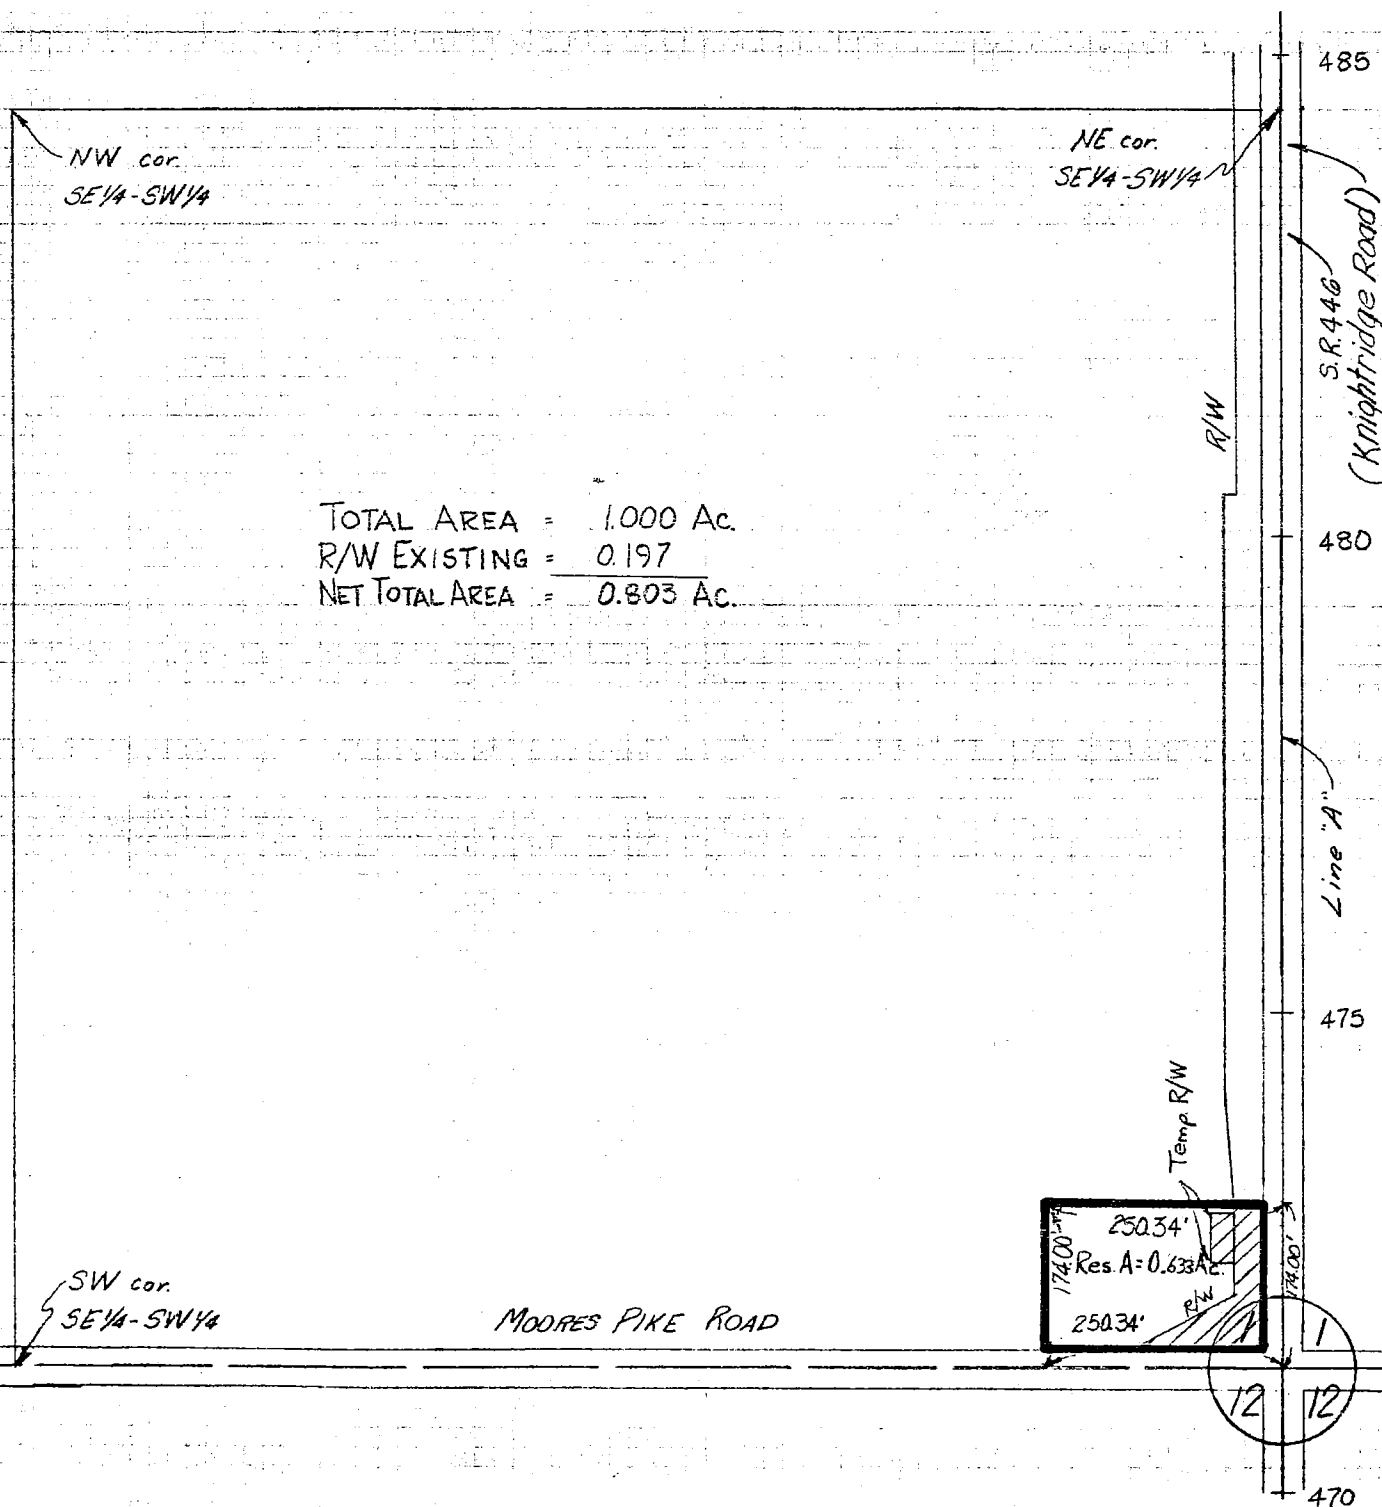 485
NW cor.
SE1/4-SW1/4
NE cor.
SE1/4-SW1/4
S.R.446
(Knightridge Road)
R/W
TOTAL AREA = 1.000 Ac.
R/W EXISTING = 0.197
NET TOTAL AREA = 0.803 Ac.
480
Line "A"
475
Temp. R/W
250.34'
174.00'
Res. A=0.633Ac.
R/W
250.34'
174.00'
SW cor.
SE1/4-SW1/4
MOORES PIKE ROAD
1 1
12 12
470